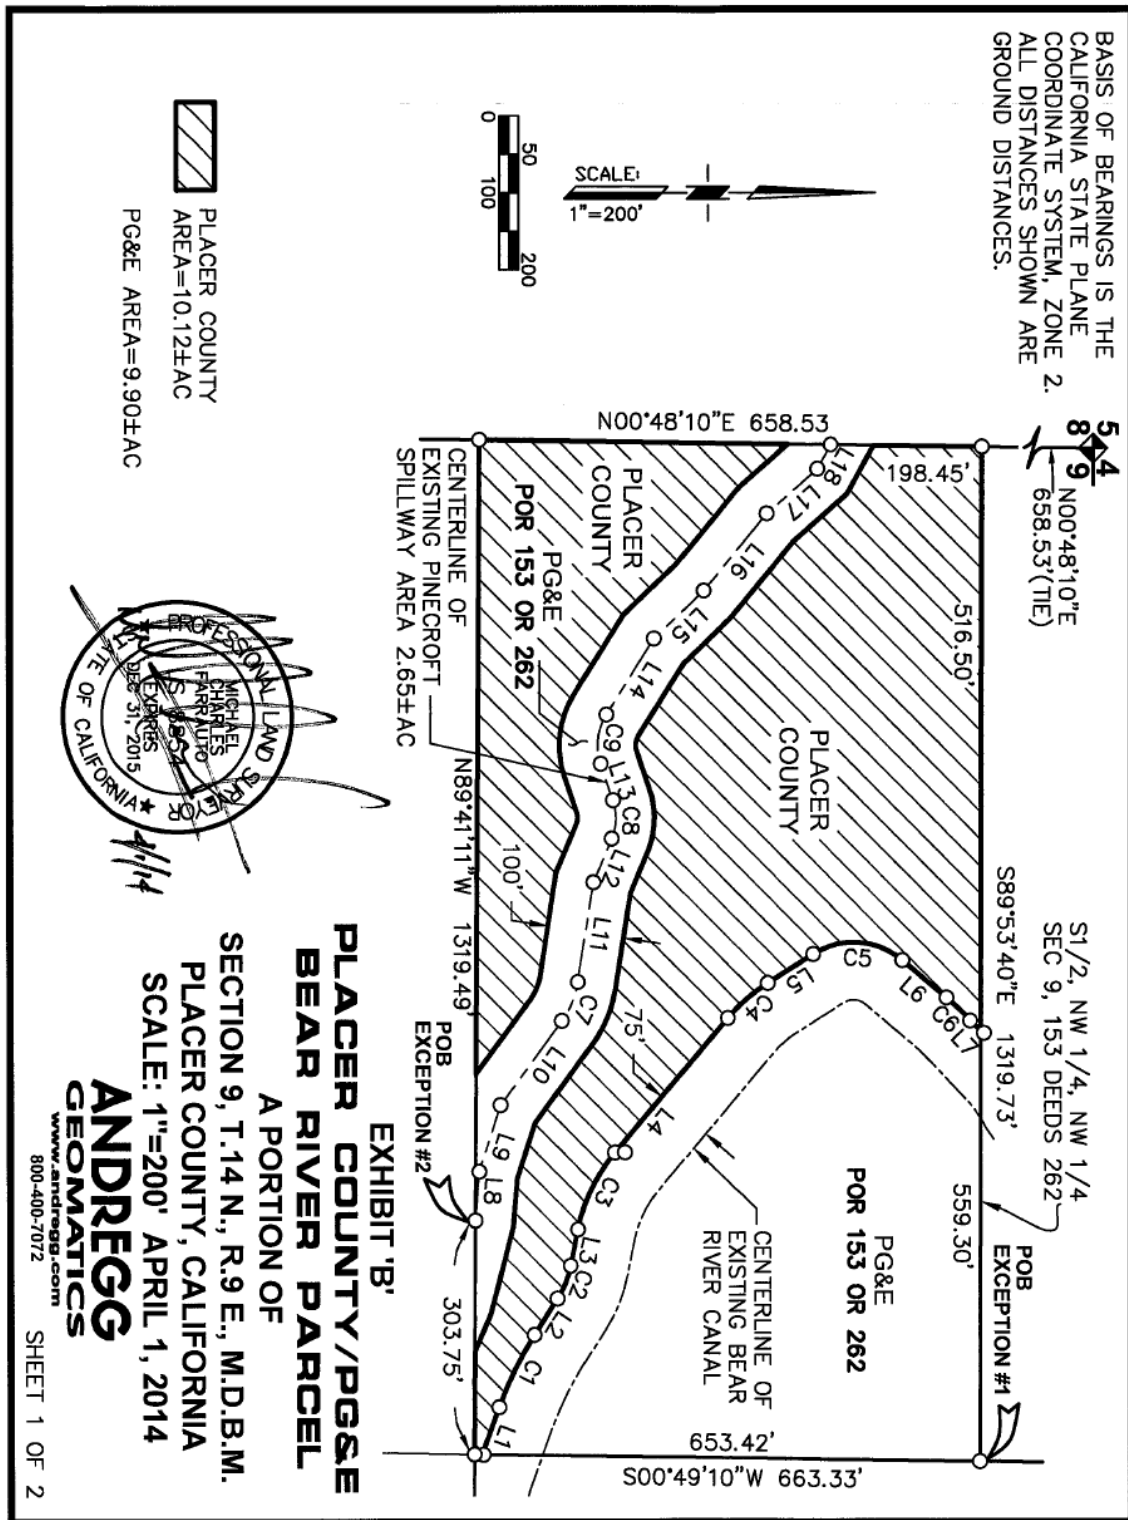 BASIS OF BEARINGS IS THE
CALIFORNIA STATE PLANE
COORDINATE SYSTEM, ZONE 2.
ALL DISTANCES SHOWN ARE
GROUND DISTANCES.
SCALE:
1"=200'
0 50 100 200
PLACER COUNTY
AREA=10.12±AC
PG&E AREA=9.90±AC
5 4
8 9
N00°48'10"E
658.53'(TIE)
S1/2, NW 1/4, NW 1/4
SEC 9, 153 DEEDS 262
S89°53'40"E 1319.73'
516.50'
559.30'
POB
EXCEPTION #1
N00°48'10"E 658.53
198.45'
L18
L17
L16
L15
L14
C9
L13
C8
L12
L11
C7
L10
L9
L8
PLACER
COUNTY
PLACER
COUNTY
PG&E
POR 153 OR 262
CENTERLINE OF
EXISTING PINECROFT
SPILLWAY AREA 2.65±AC
L7
C6
L6
C5
L5
C4
L4
75'
C3
L3
C2
L2
C1
L1
PG&E
POR 153 OR 262
CENTERLINE OF
EXISTING BEAR
RIVER CANAL
100'
653.42'
S00°49'10"W 663.33'
N89°41'11"W 1319.49'
303.75'
POB
EXCEPTION #2
PROFESSIONAL LAND SURVEYOR
MICHAEL
CHARLES
FARRAUTO
LS 8854
EXPIRES
DEC 31, 2015
STATE OF CALIFORNIA
4/1/14
EXHIBIT 'B'
PLACER COUNTY/PG&E
BEAR RIVER PARCEL
A PORTION OF
SECTION 9, T.14 N., R.9 E., M.D.B.M.
PLACER COUNTY, CALIFORNIA
SCALE: 1"=200' APRIL 1, 2014
ANDREGG
GEOMATICS
www.andregg.com
800-400-7072
SHEET 1 OF 2